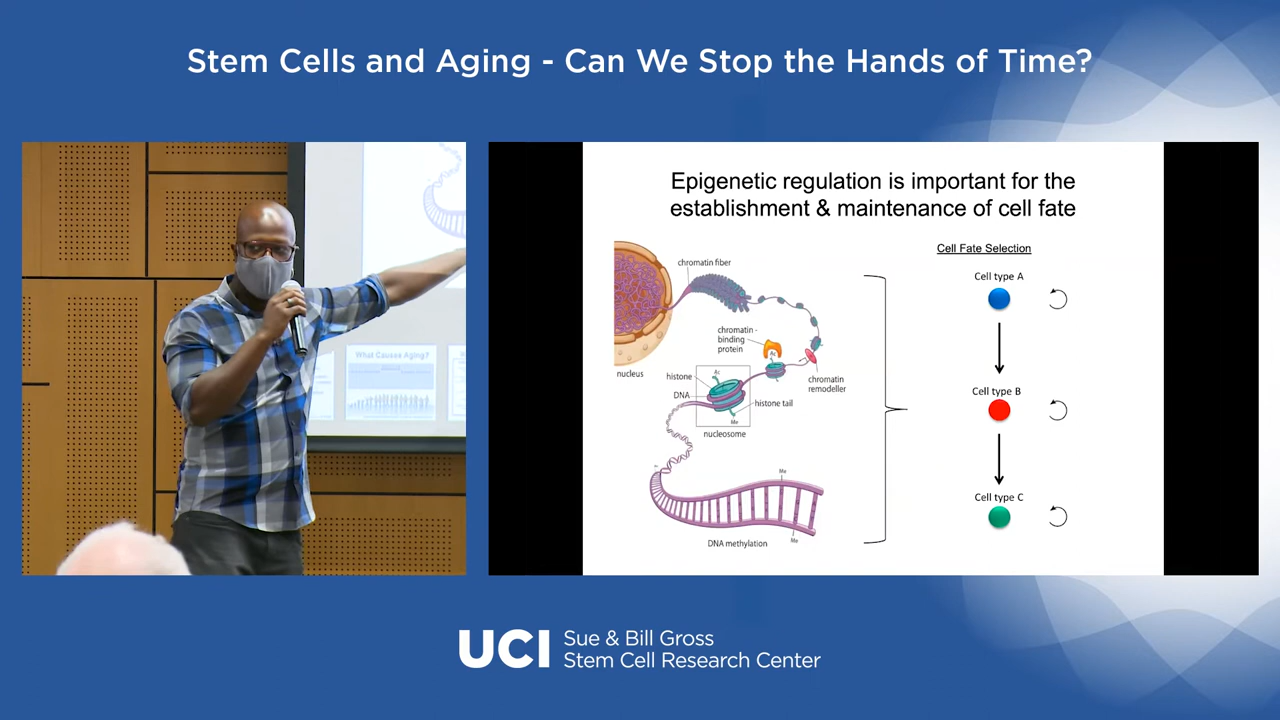 Stem Cells and Aging - Can We Stop the Hands of Time?
What Causes Aging?
Epigenetic regulation is important for the
establishment & maintenance of cell fate
Cell Fate Selection
chromatin fiber
Cell type A
chromatin -
binding
protein
Ac
nucleus
histone
Ac
chromatin
remodeller
DNA
histone tail
Me
nucleosome
Cell type B
Me
Cell type C
Me
DNA methylation
UCI
Sue & Bill Gross
Stem Cell Research Center